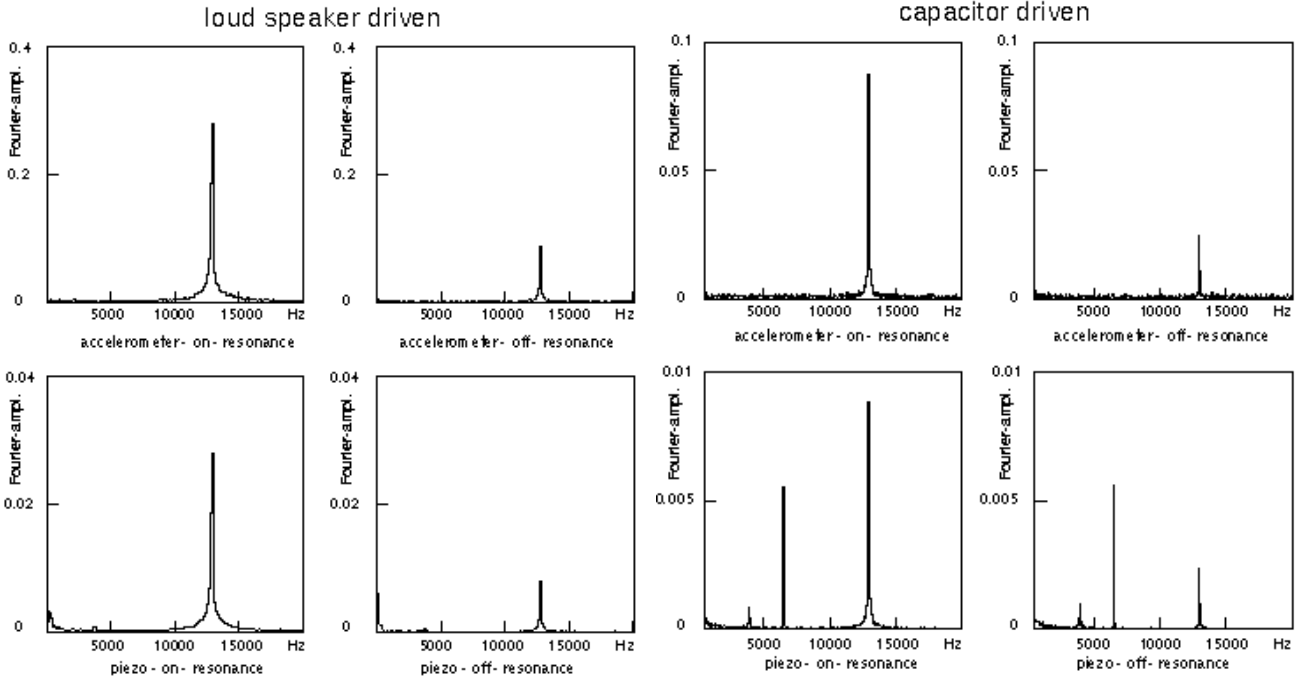 loud speaker driven
capacitor driven
0.4
Fourier-ampl.
0.2
0
5000 10000 15000 Hz
accelerometer- on- resonance
0.4
Fourier-ampl.
0.2
0
5000 10000 15000 Hz
accelerometer- off- resonance
0.1
Fourier-ampl.
0.05
0
5000 10000 15000 Hz
accelerometer- on- resonance
0.1
Fourier-ampl.
0.05
0
5000 10000 15000 Hz
accelerometer- off- resonance
0.04
Fourier-ampl.
0.02
0
5000 10000 15000 Hz
piezo- on- resonance
0.04
Fourier-ampl.
0.02
0
5000 10000 15000 Hz
piezo- off- resonance
0.01
Fourier-ampl.
0.005
0
5000 10000 15000 Hz
piezo- on- resonance
0.01
Fourier-ampl.
0.005
0
5000 10000 15000 Hz
piezo- off- resonance